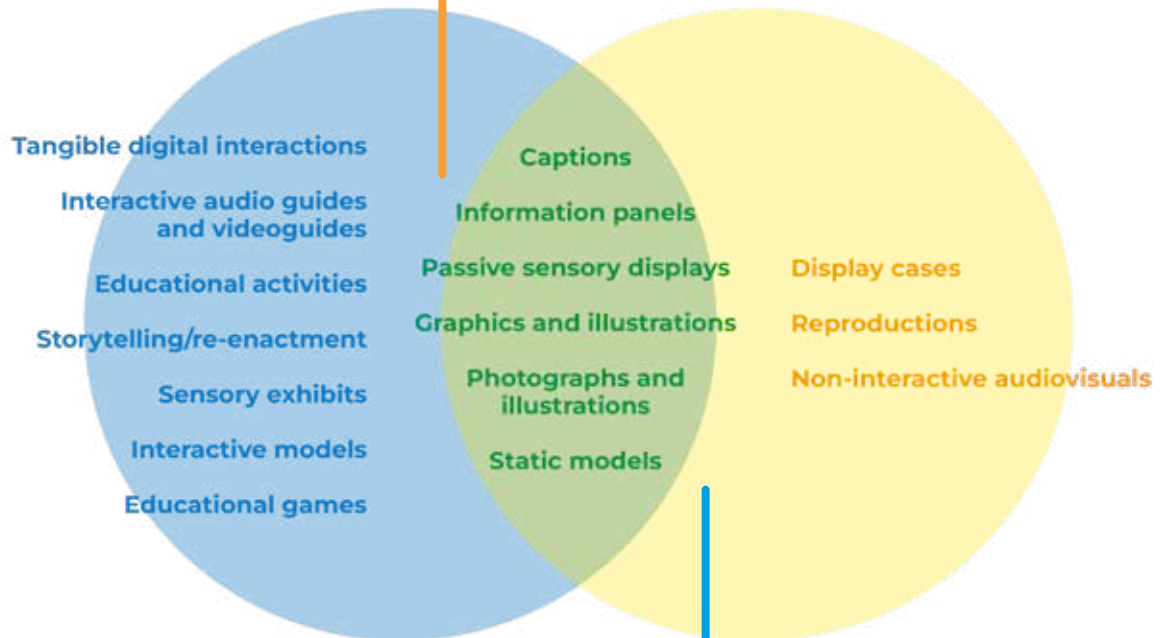 Tangible digital interactions
Interactive audio guides
and videoguides
Educational activities
Storytelling/re-enactment
Sensory exhibits
Interactive models
Educational games
Captions
Information panels
Passive sensory displays
Graphics and illustrations
Photographs and
illustrations
Static models
Display cases
Reproductions
Non-interactive audiovisuals